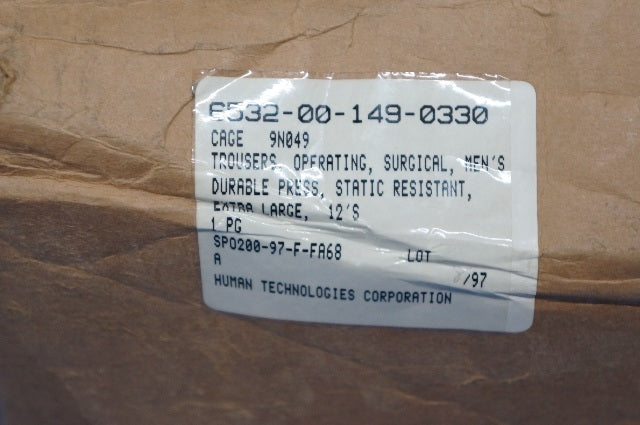 6532-00-149-0330
CAGE 9N049
TROUSERS, OPERATING, SURGICAL, MEN'S
DURABLE PRESS, STATIC RESISTANT,
EXTRA LARGE, 12'S
1 PG
SPO200-97-F-FA68 LOT
A /97
HUMAN TECHNOLOGIES CORPORATION